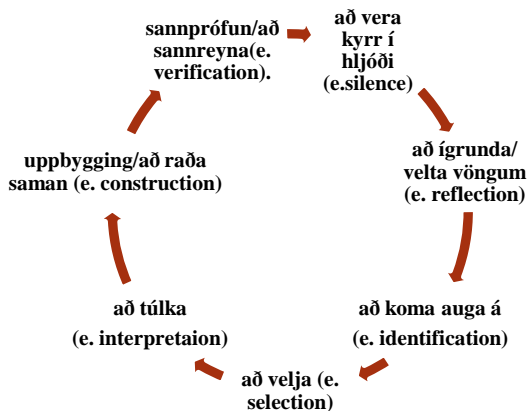 sannprófun/að
sannreyna(e.
verification).
að vera
kyrr í
hljóði
(e.silence)
að ígrunda/
velta vöngum
(e. reflection)
að koma auga á
(e. identification)
að velja (e.
selection)
að túlka
(e. interpretaion)
uppbygging/að raða
saman (e. construction)